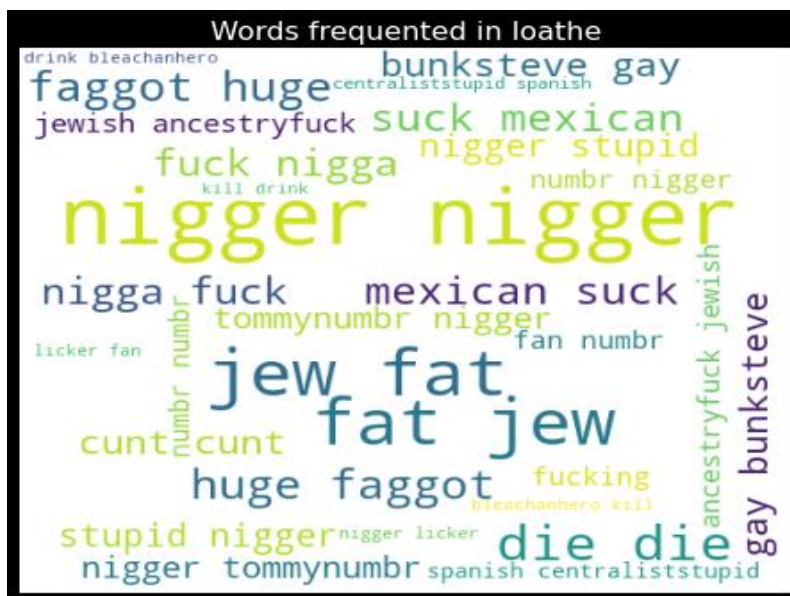 Words frequented in loathe
drink bleachanhero
bunksteve gay
faggot huge
centraliststupid spanish
jewish ancestryfuck
suck mexican
nigger stupid
fuck nigga
kill drink
numbr nigger
nigger nigger
nigga fuck
mexican suck
tommynumbr nigger
fan numbr
licker fan
numbr numbr
jew fat
fat jew
cunt cunt
huge faggot
fucking
bleachanhero kill
ancestryfuck jewish
gay bunksteve
stupid nigger
nigger licker
die die
nigger tommynumbr
spanish centraliststupid